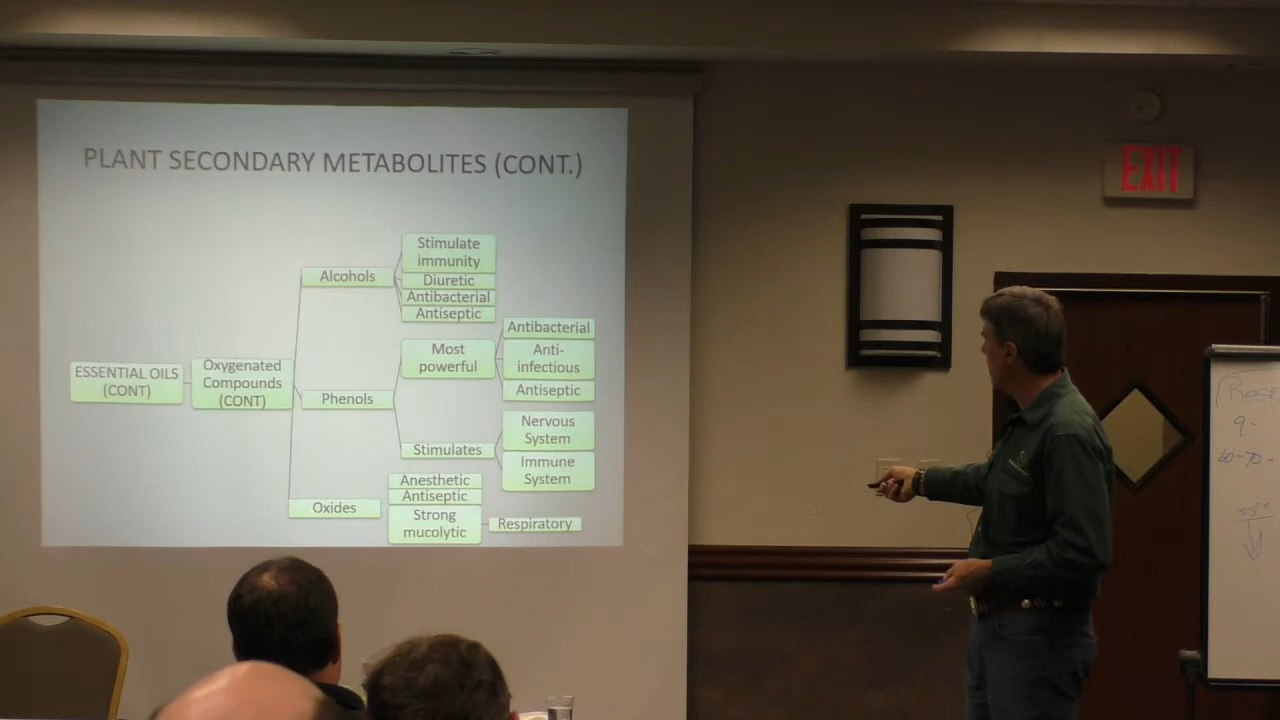 PLANT SECONDARY METABOLITES (CONT.)
Stimulate
immunity
Alcohols
Diuretic
Antibacterial
Antiseptic
Antibacterial
Most
powerful
Anti-
infectious
Antiseptic
ESSENTIAL OILS
(CONT)
Oxygenated
Compounds
(CONT)
Phenols
Nervous
System
Stimulates
Immune
System
Anesthetic
Antiseptic
Oxides
Strong
mucolytic
Respiratory
EXIT
9-
60-70-